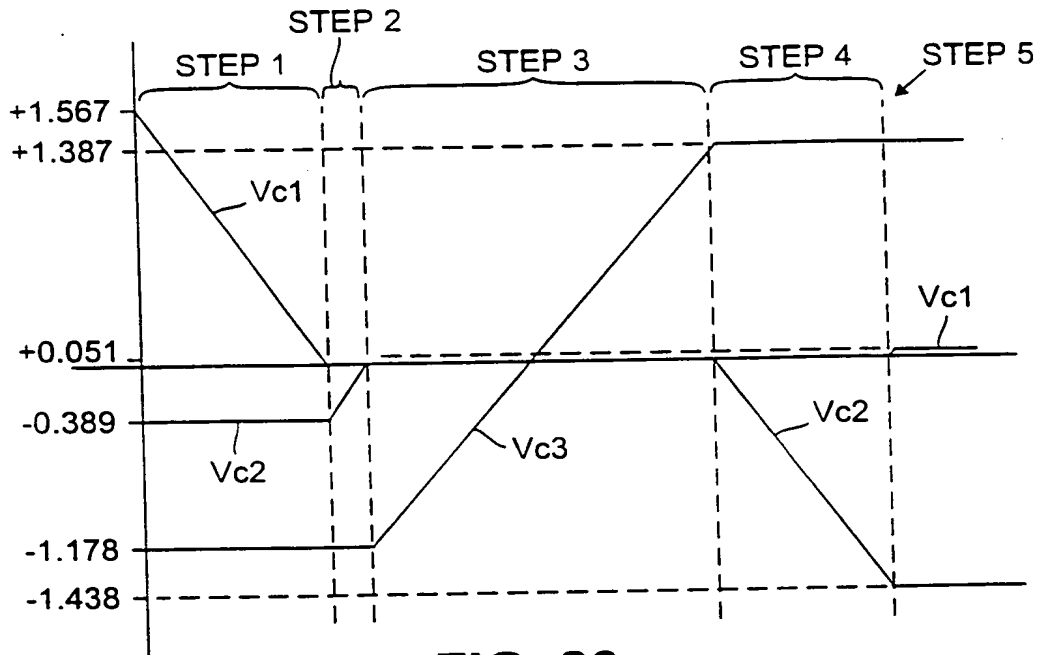 STEP 2
STEP 1
STEP 3
STEP 4
STEP 5
+1.567
+1.387
Vc1
+0.051
Vc1
-0.389
Vc2
Vc3
Vc2
-1.178
-1.438